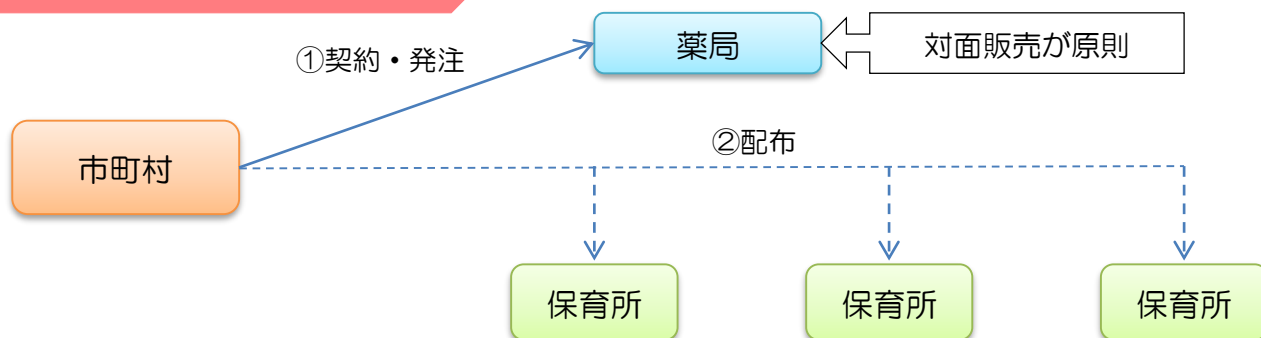 薬局
対面販売が原則
①契約・発注
市町村
②配布
保育所
保育所
保育所